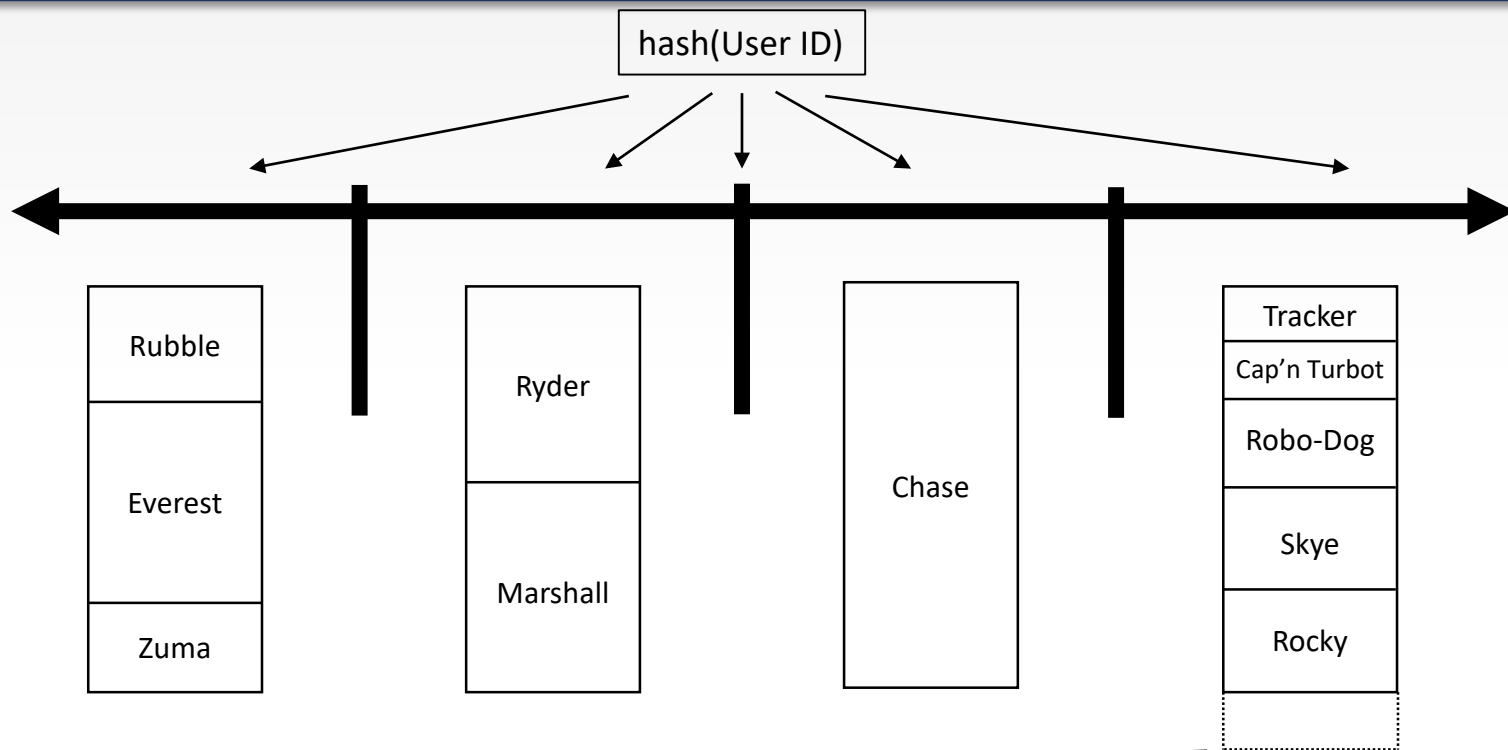 hash(User ID)
Rubble
Everest
Zuma
Ryder
Marshall
Chase
Tracker
Cap’n Turbot
Robo-Dog
Skye
Rocky